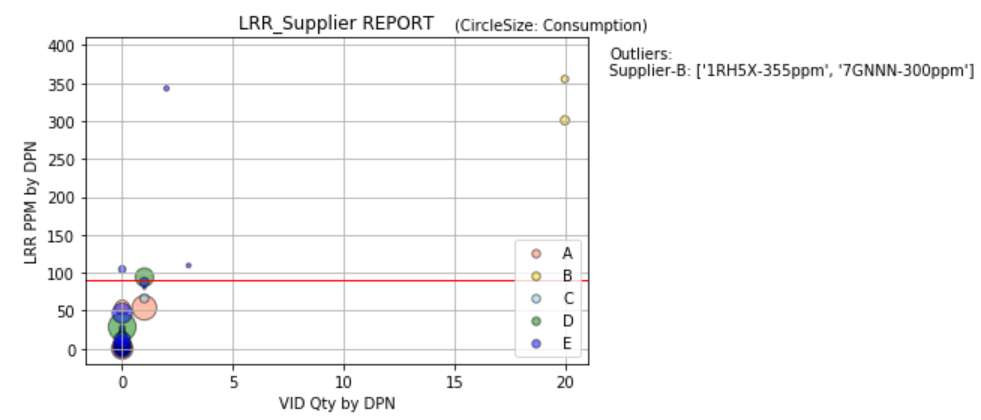 LRR_Supplier REPORT (CircleSize: Consumption)
Outliers:
Supplier-B: ['1RH5X-355ppm', '7GNNN-300ppm']
LRR PPM by DPN
400
350
300
250
200
150
100
50
0
A
B
C
D
E
0 5 10 15 20
VID Qty by DPN